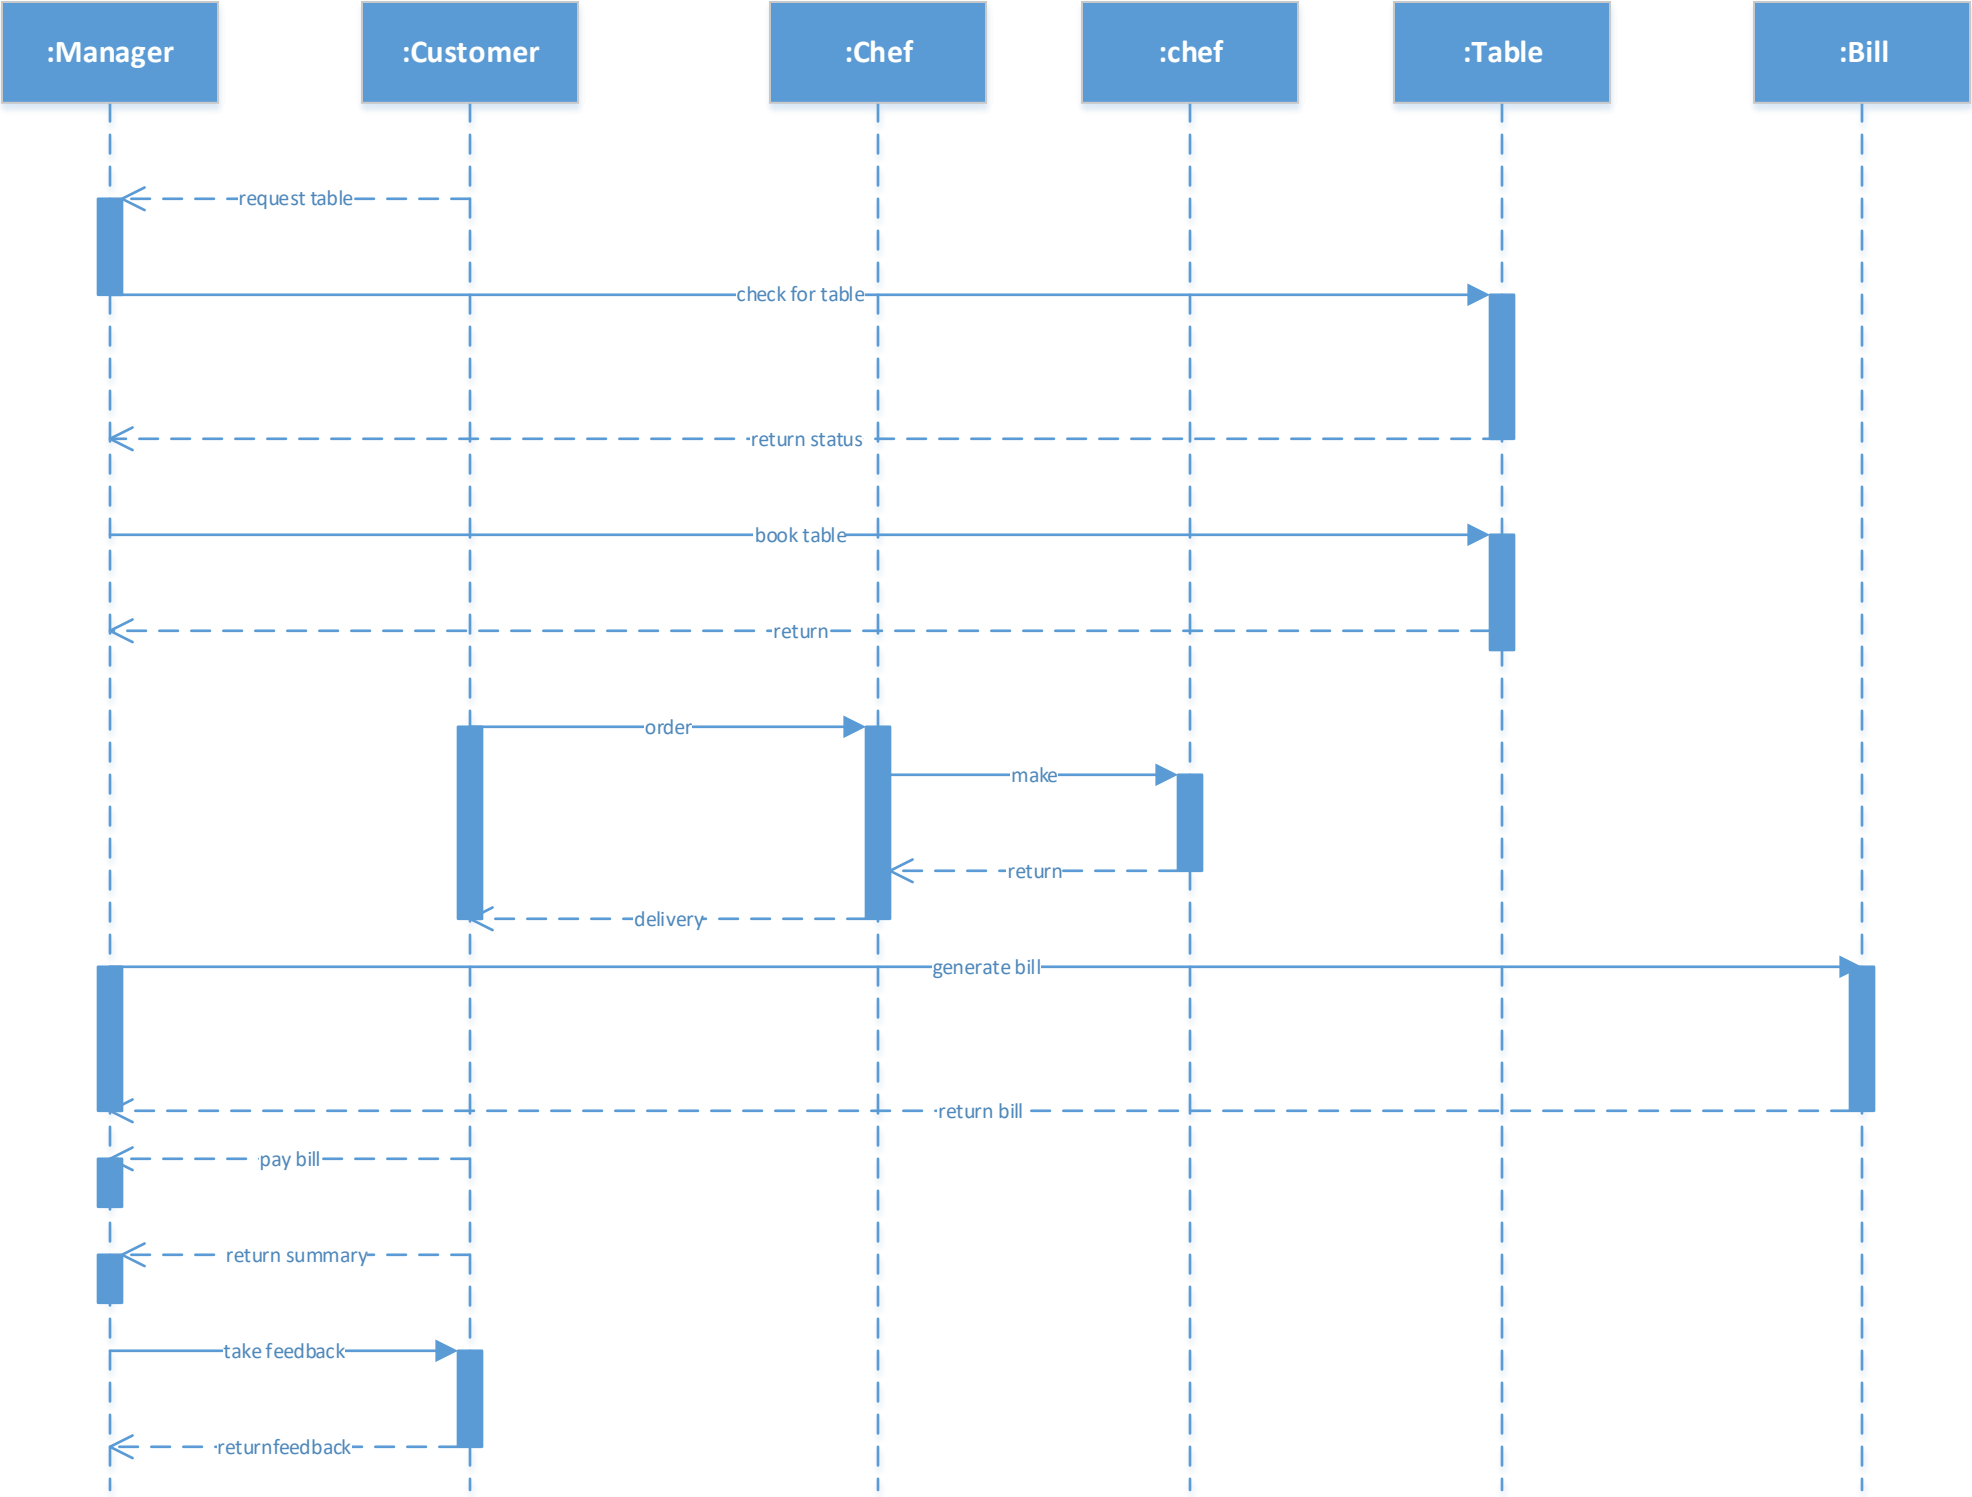 :Manager
:Customer
:Chef
:chef
:Table
:Bill
request table
check for table
return status
book table
return
order
make
return
delivery
generate bill
return bill
pay bill
return summary
take feedback
returnfeedback